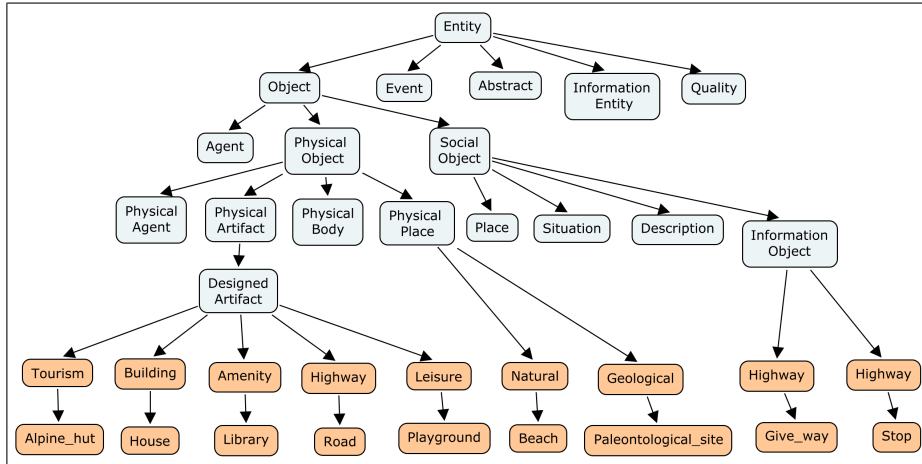 Entity
Object
Event
Abstract
Information
Entity
Quality
Agent
Physical
Object
Social
Object
Physical
Agent
Physical
Artifact
Physical
Body
Physical
Place
Place
Situation
Description
Information
Object
Designed
Artifact
Tourism
Building
Amenity
Highway
Leisure
Natural
Geological
Highway
Highway
Alpine_hut
House
Library
Road
Playground
Beach
Paleontological_site
Give_way
Stop